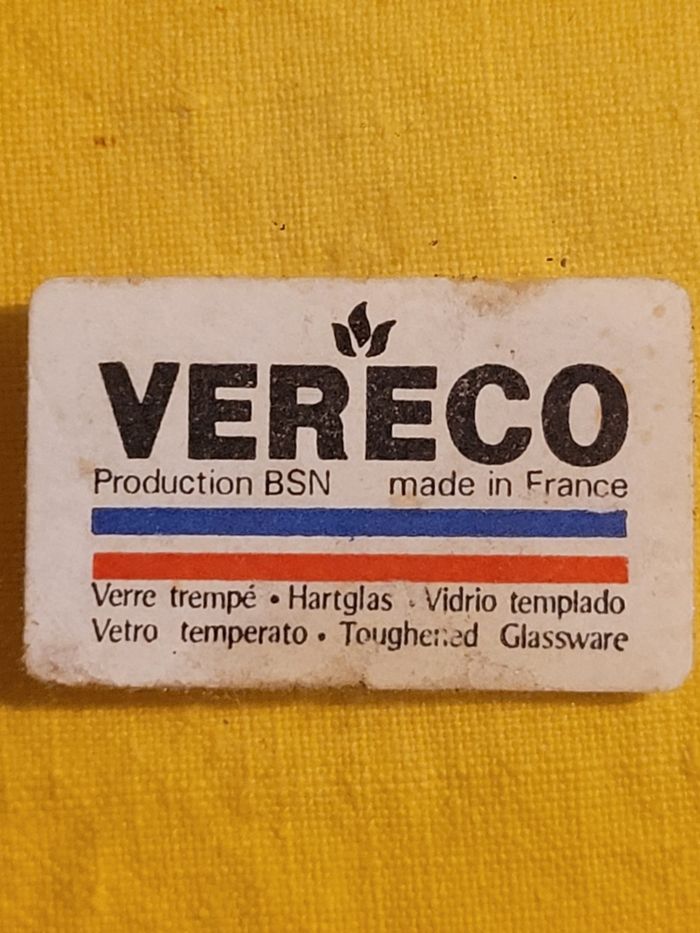 VERECO
Production BSN made in France
Verre trempé • Hartglas • Vidrio templado
Vetro temperato • Toughened Glassware